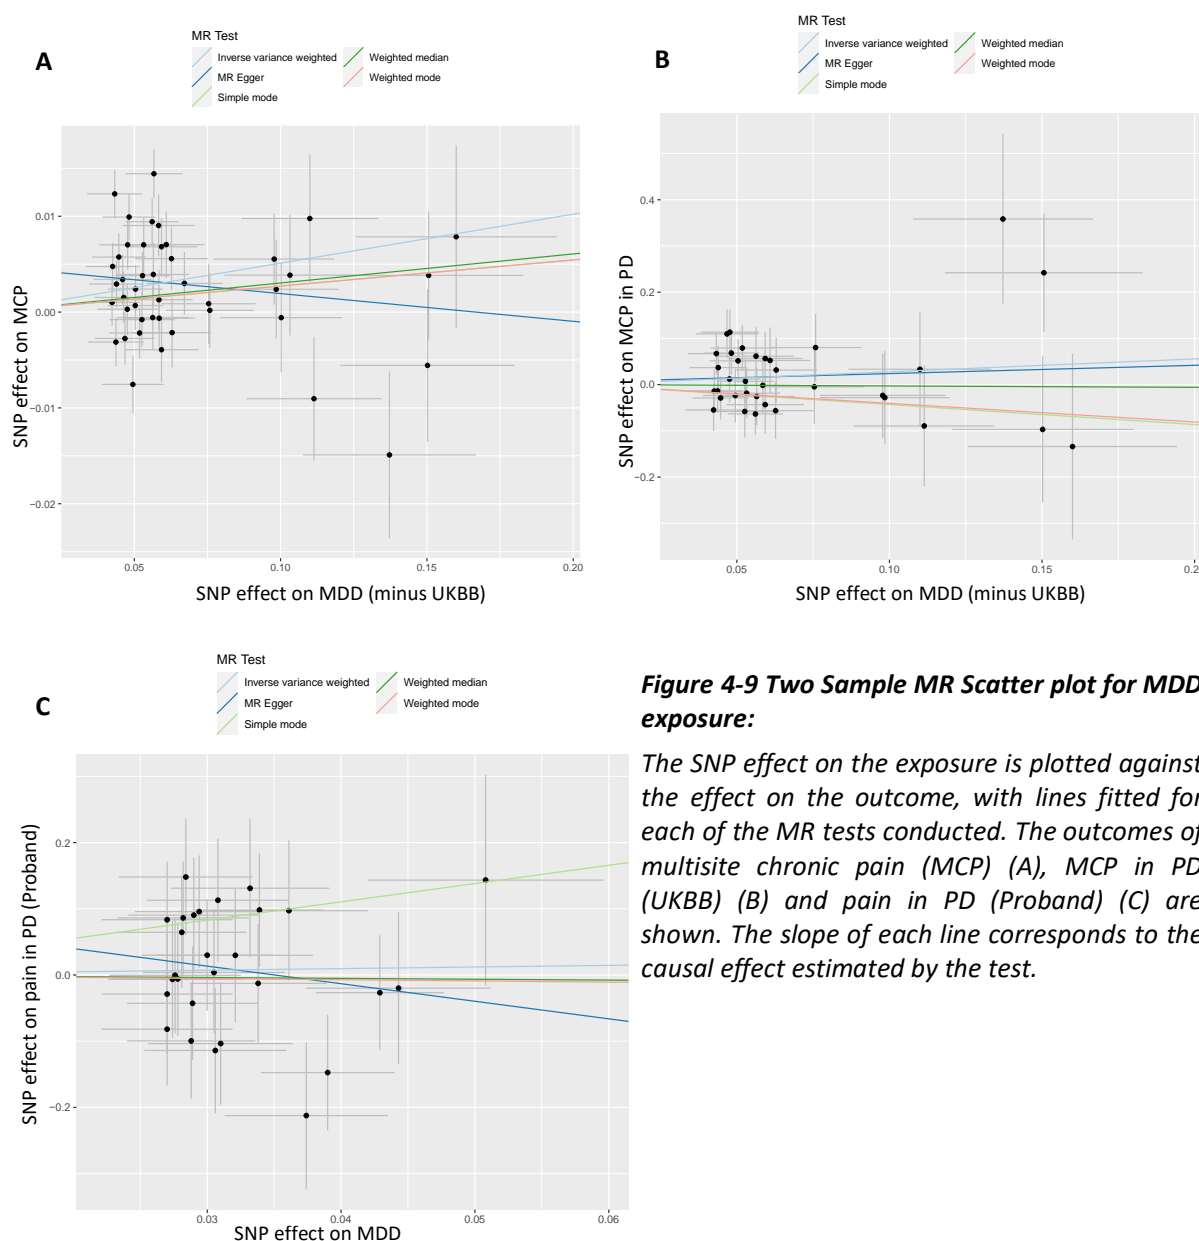 A
MR Test
Inverse variance weighted
Weighted median
MR Egger
Weighted mode
Simple mode
SNP effect on MCP
0.01
0.00
−0.01
−0.02
0.05
0.10
0.15
0.20
SNP effect on MDD (minus UKBB)
B
MR Test
Inverse variance weighted
Weighted median
MR Egger
Weighted mode
Simple mode
SNP effect on MCP in PD
0.4
0.2
0.0
−0.2
0.05
0.10
0.15
SNP effect on MDD (minus UKBB)
C
MR Test
Inverse variance weighted
Weighted median
MR Egger
Weighted mode
Simple mode
SNP effect on pain in PD (Proband)
0.2
0.0
−0.2
0.03
0.04
0.05
0.06
SNP effect on MDD
Figure 4-9 Two Sample MR Scatter plot for MDD
exposure:
The SNP effect on the exposure is plotted against
the effect on the outcome, with lines fitted for
each of the MR tests conducted. The outcomes of
multisite chronic pain (MCP) (A), MCP in PD
(UKBB) (B) and pain in PD (Proband) (C) are
shown. The slope of each line corresponds to the
causal effect estimated by the test.